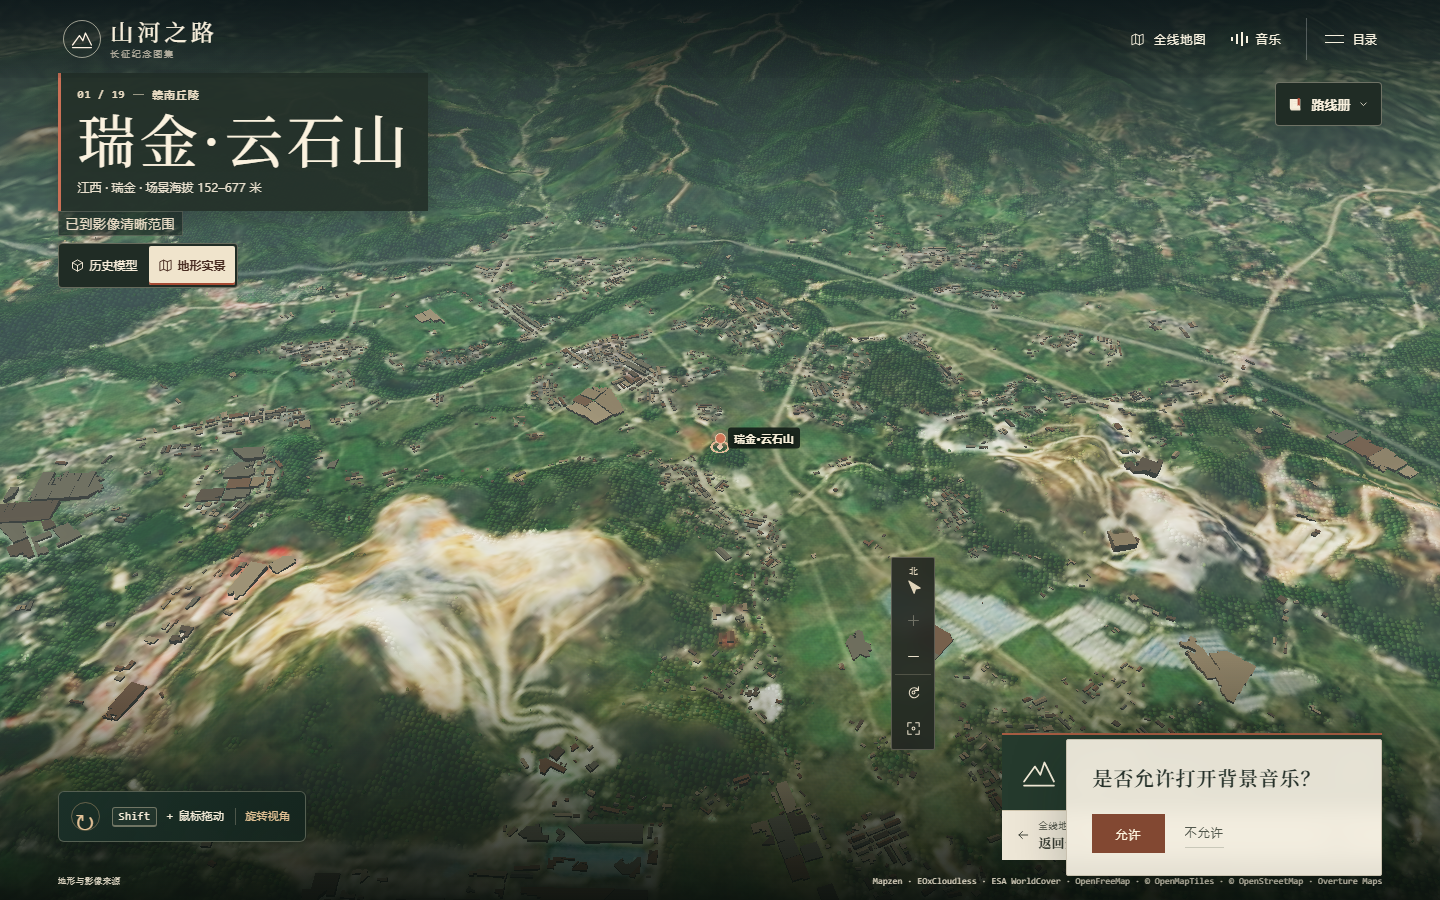 山河之路
长征纪念图集
全线地图
音乐
目录
01 / 19 — 赣南丘陵
瑞金·云石山
江西 · 瑞金 · 场景海拔 152–677 米
路线册
已到影像清晰范围
历史模型
地形实景
瑞金·云石山
北
是否允许打开背景音乐？
允许
不允许
全线地
返回
Shift + 鼠标拖动
旋转视角
地形与影像来源
Mapzen · EOxCloudless · ESA WorldCover · OpenFreeMap · © OpenMapTiles · © OpenStreetMap · Overture Maps